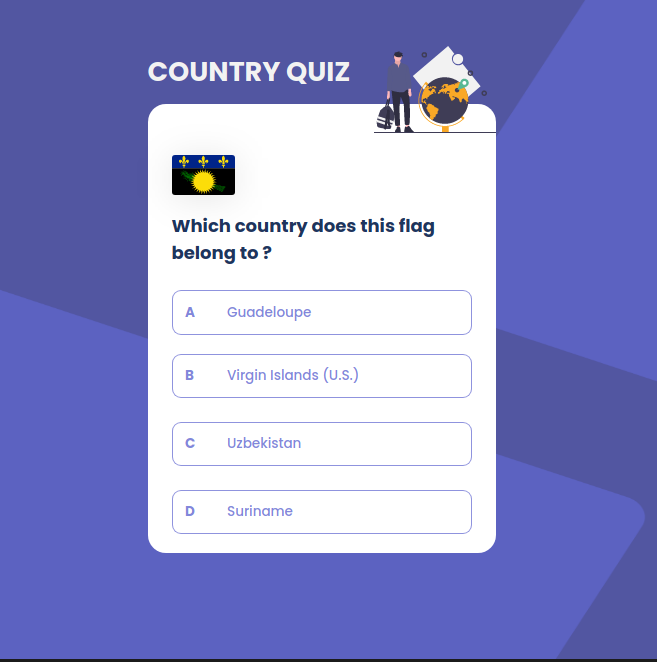 COUNTRY QUIZ
Which country does this flag
belong to ?
A Guadeloupe
B Virgin Islands (U.S.)
C Uzbekistan
D Suriname